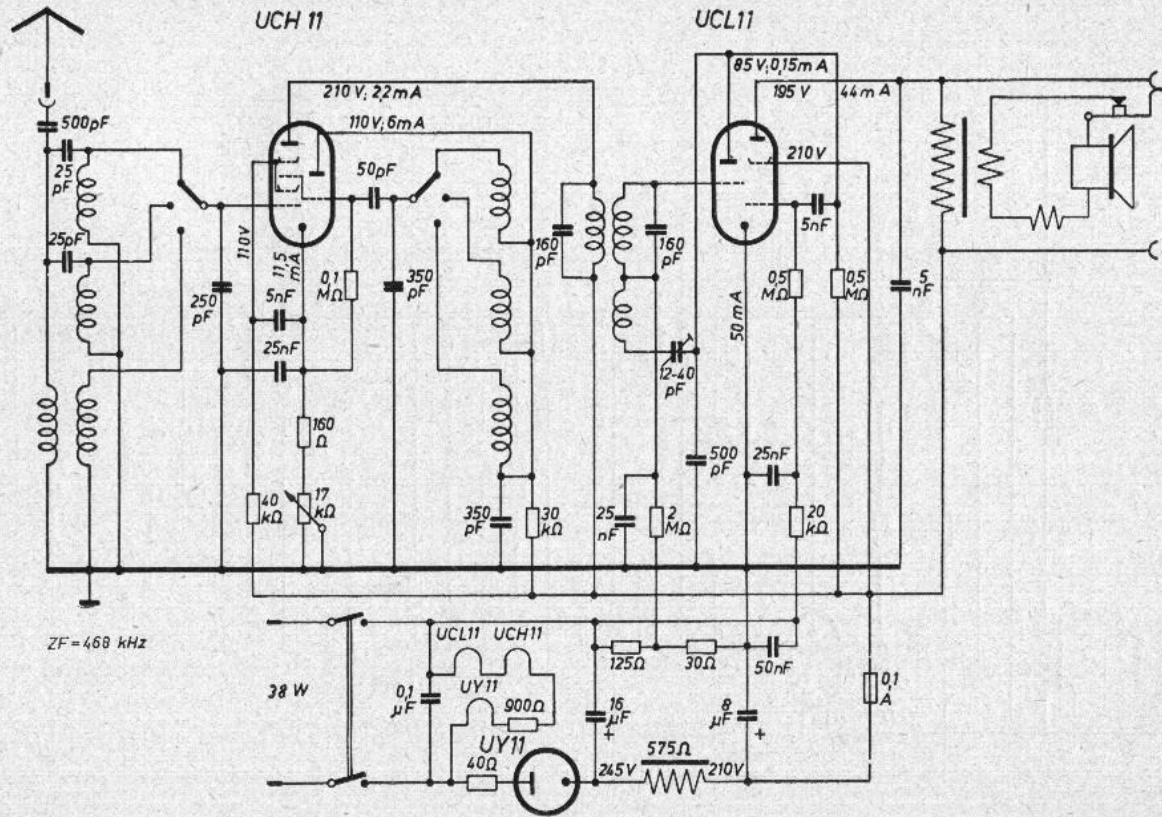 UCH 11
UCL11
210 V; 2,2 mA
110 V; 6mA
85 V; 0,15 mA
195 V
44 mA
210V
500pF
25
pF
25pF
250
pF
110V
11,5
mA
5nF
25nF
0,1
MΩ
50pF
350
pF
160
Ω
40
kΩ
17
kΩ
350
pF
30
kΩ
160
pF
160
pF
12-40
pF
25
nF
2
MΩ
500
pF
50 mA
5nF
0,5
MΩ
0,5
MΩ
5
nF
25nF
20
kΩ
ZF = 468 kHz
38 W
UCL11
UCH11
0,1
µF
UY11
900Ω
UY11
40Ω
16
µF
+
125Ω
30Ω
50nF
8
µF
+
0,1
A
245V
575Ω
210V